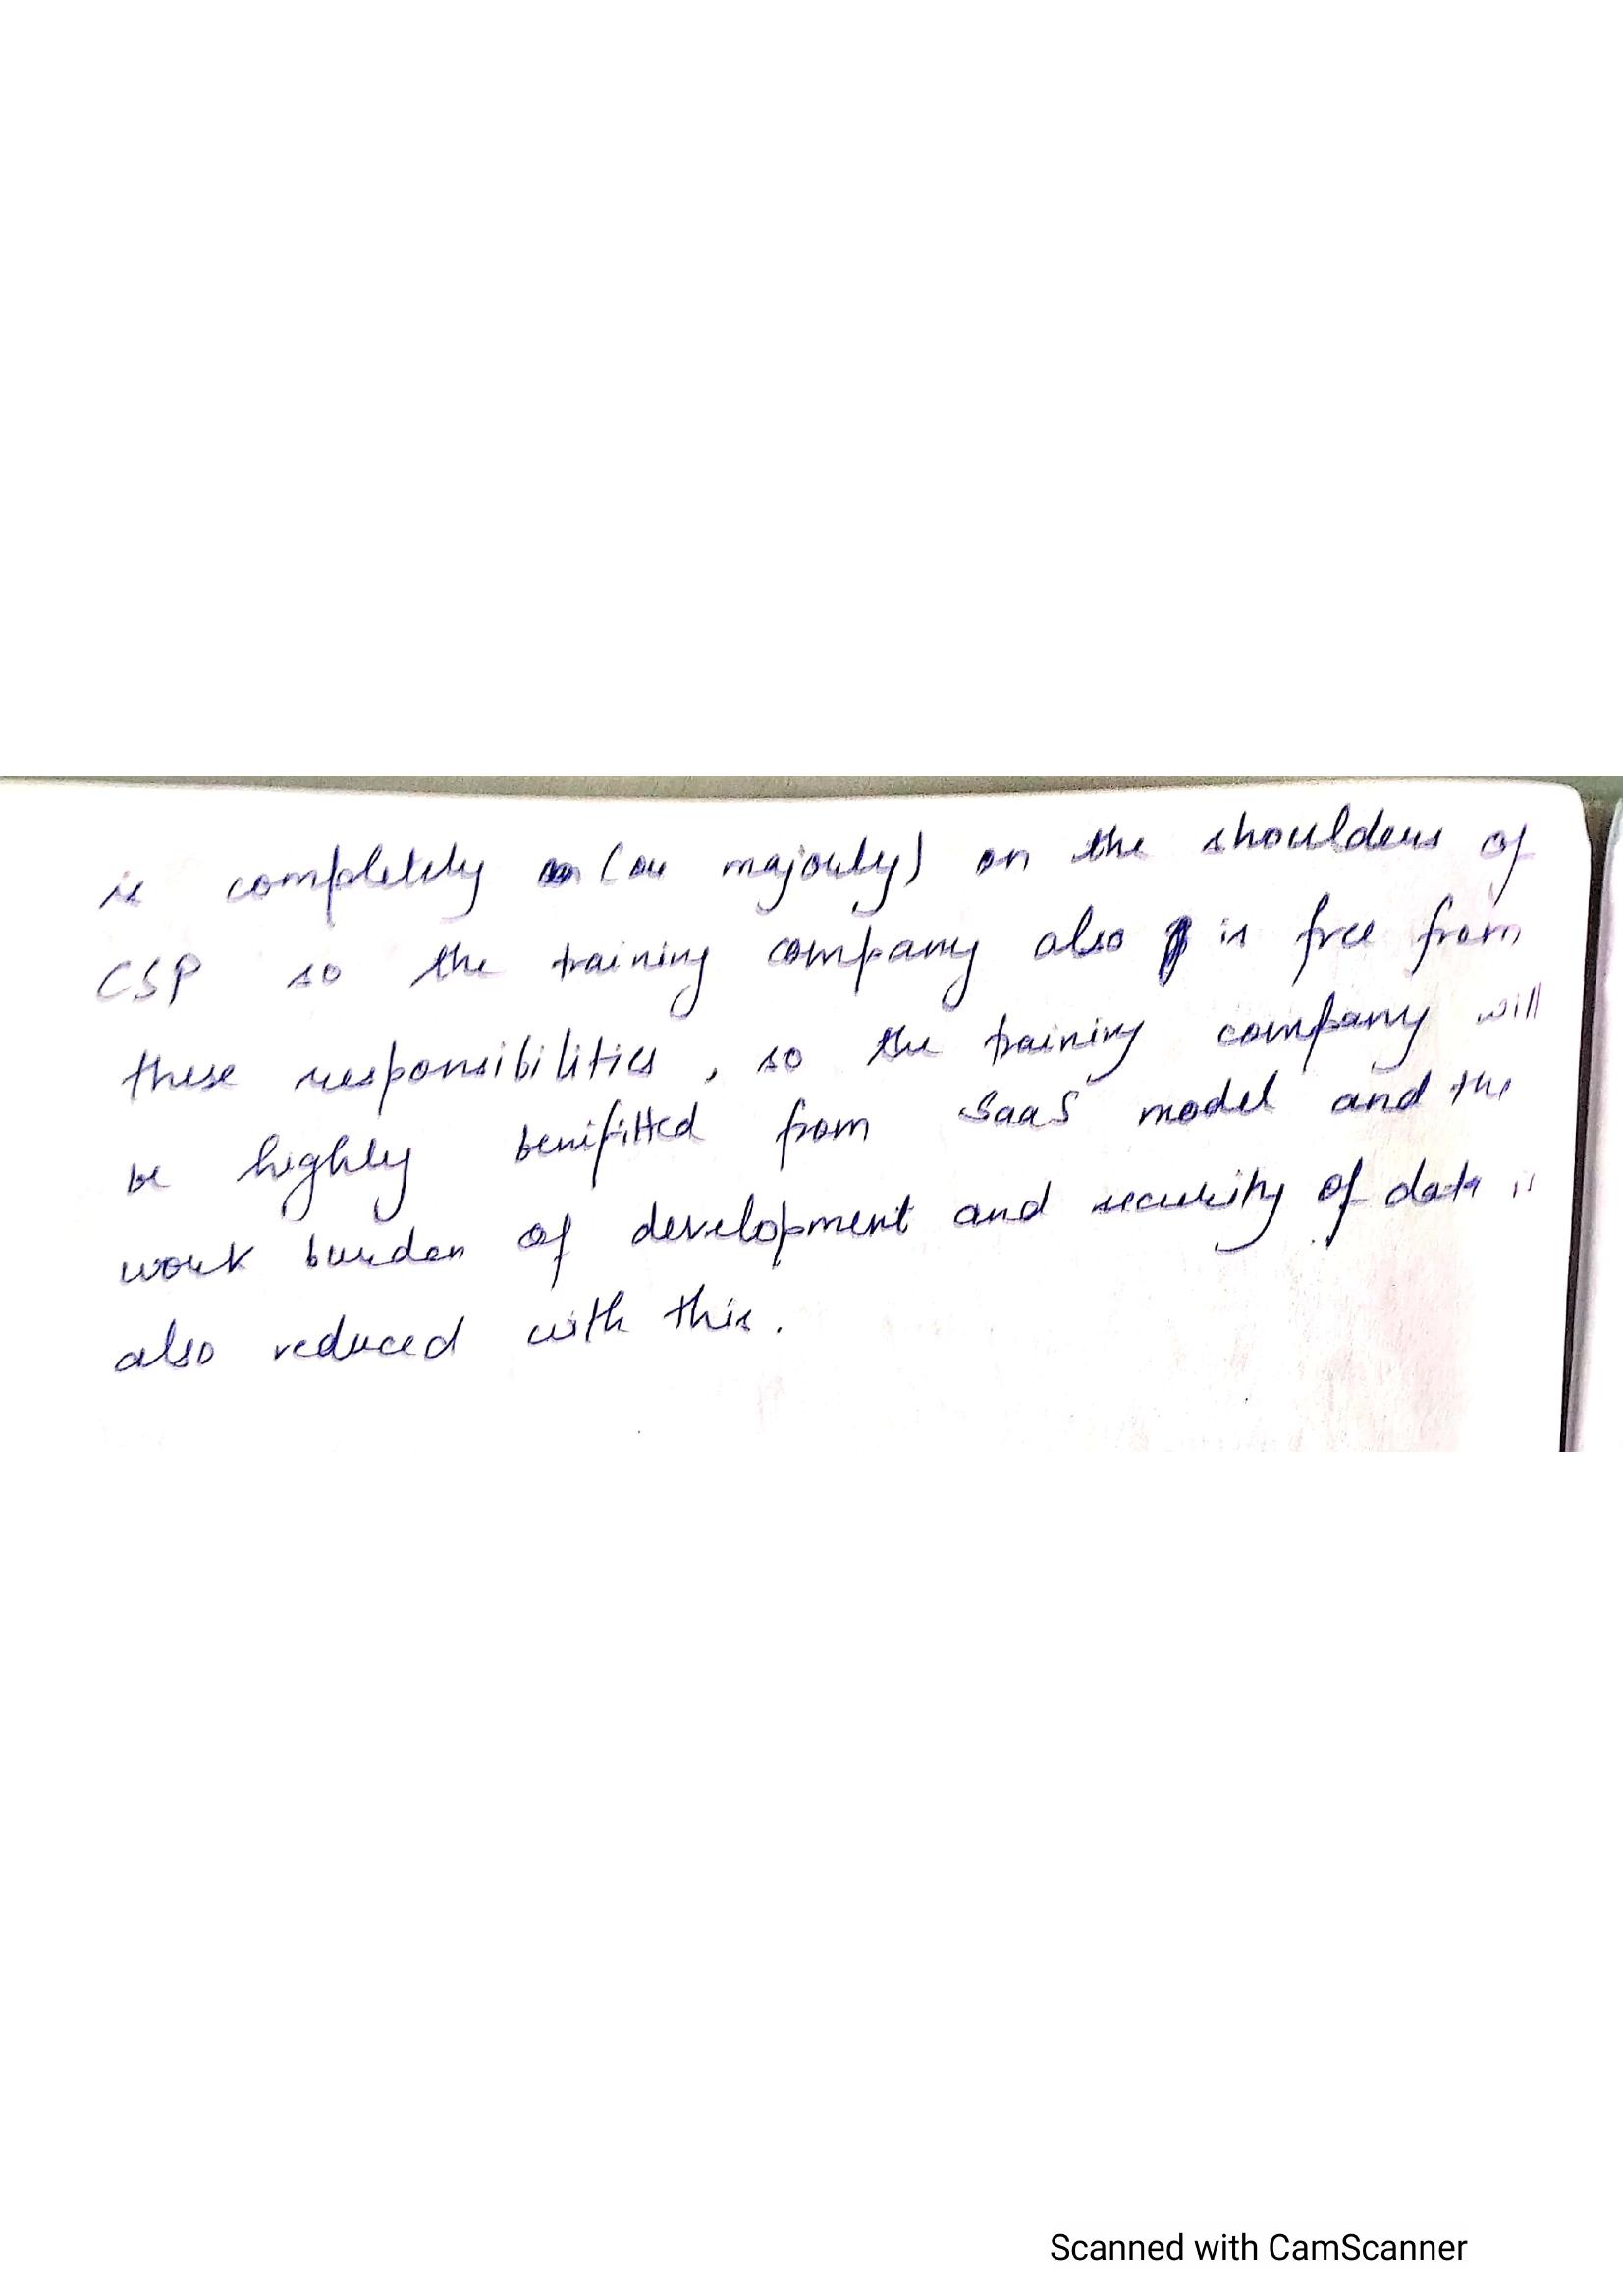 is completely (or majorly) on the shoulders of
CSP so the training company also is free from
these responsibilities, so the training company will
be highly benifitted from SaaS model and the
work burden of development and security of data is
also reduced with this.
Scanned with CamScanner